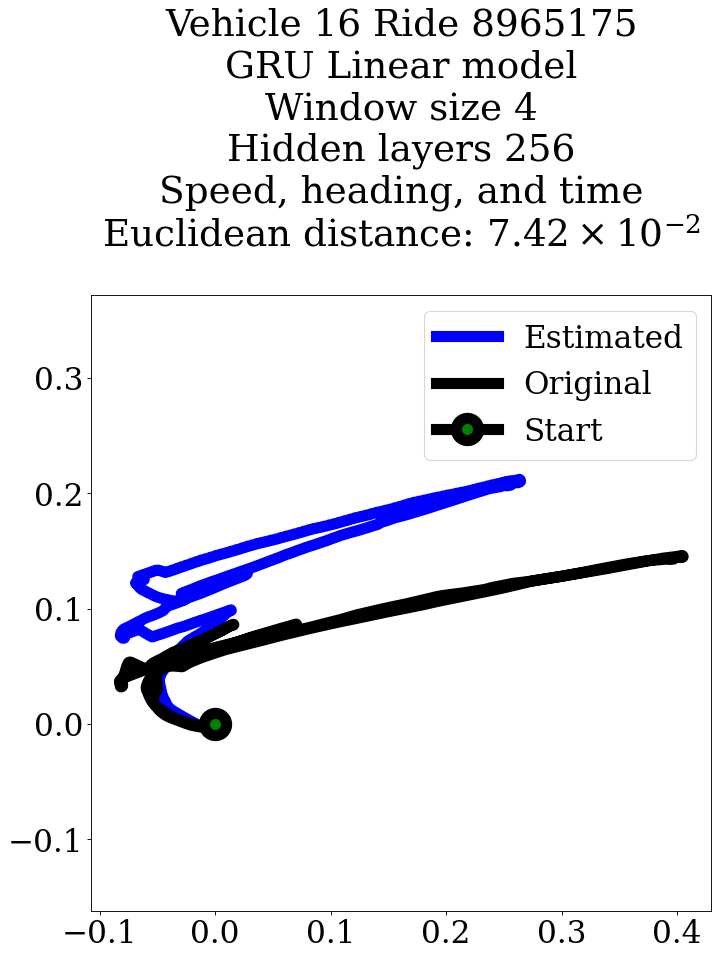 Vehicle 16 Ride 8965175
GRU Linear model
Window size 4
Hidden layers 256
Speed, heading, and time
Euclidean distance: 7.42 × 10⁻²
Estimated
Original
Start
0.3
0.2
0.1
0.0
−0.1
−0.1 0.0 0.1 0.2 0.3 0.4